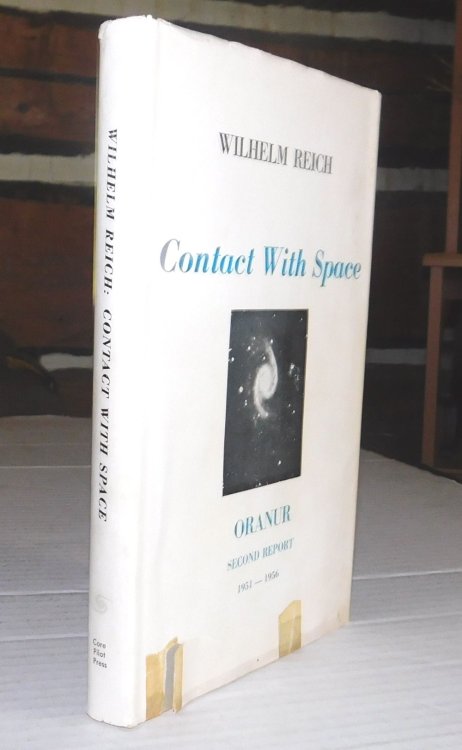 WILHELM REICH
Contact With Space
ORANUR
SECOND REPORT
1951 — 1956
WILHELM REICH: CONTACT WITH SPACE
Core
Pilot
Press